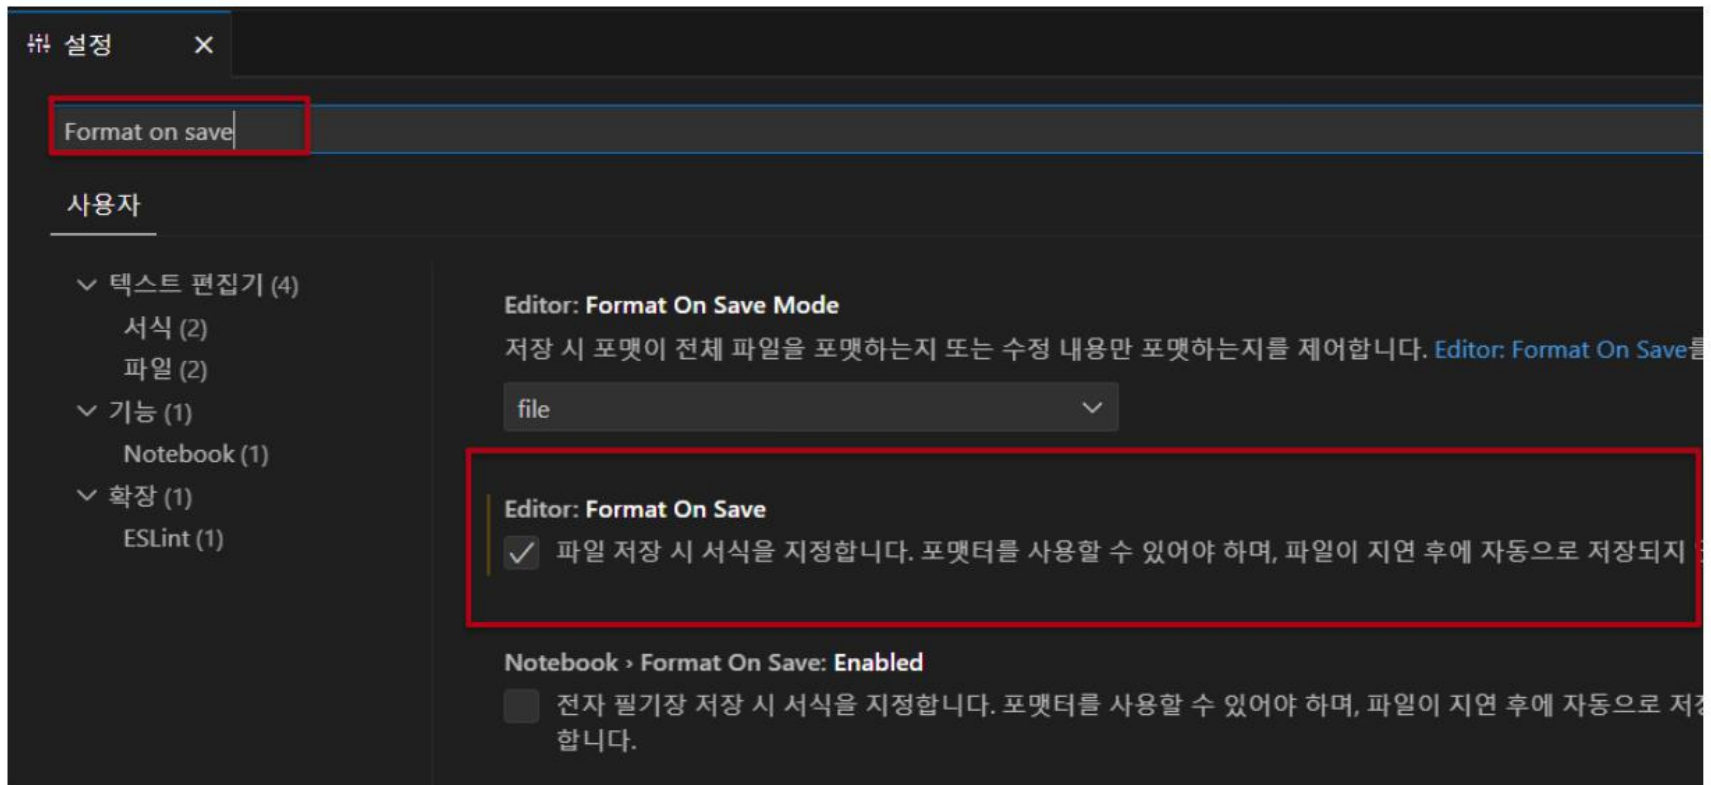 설정
Format on save
사용자
텍스트 편집기 (4)
서식 (2)
파일 (2)
기능 (1)
Notebook (1)
확장 (1)
ESLint (1)
Editor: Format On Save Mode
저장 시 포맷이 전체 파일을 포맷하는지 또는 수정 내용만 포맷하는지를 제어합니다. Editor: Format On Save를
file
Editor: Format On Save
파일 저장 시 서식을 지정합니다. 포맷터를 사용할 수 있어야 하며, 파일이 지연 후에 자동으로 저장되지
Notebook › Format On Save: Enabled
전자 필기장 저장 시 서식을 지정합니다. 포맷터를 사용할 수 있어야 하며, 파일이 지연 후에 자동으로
합니다.